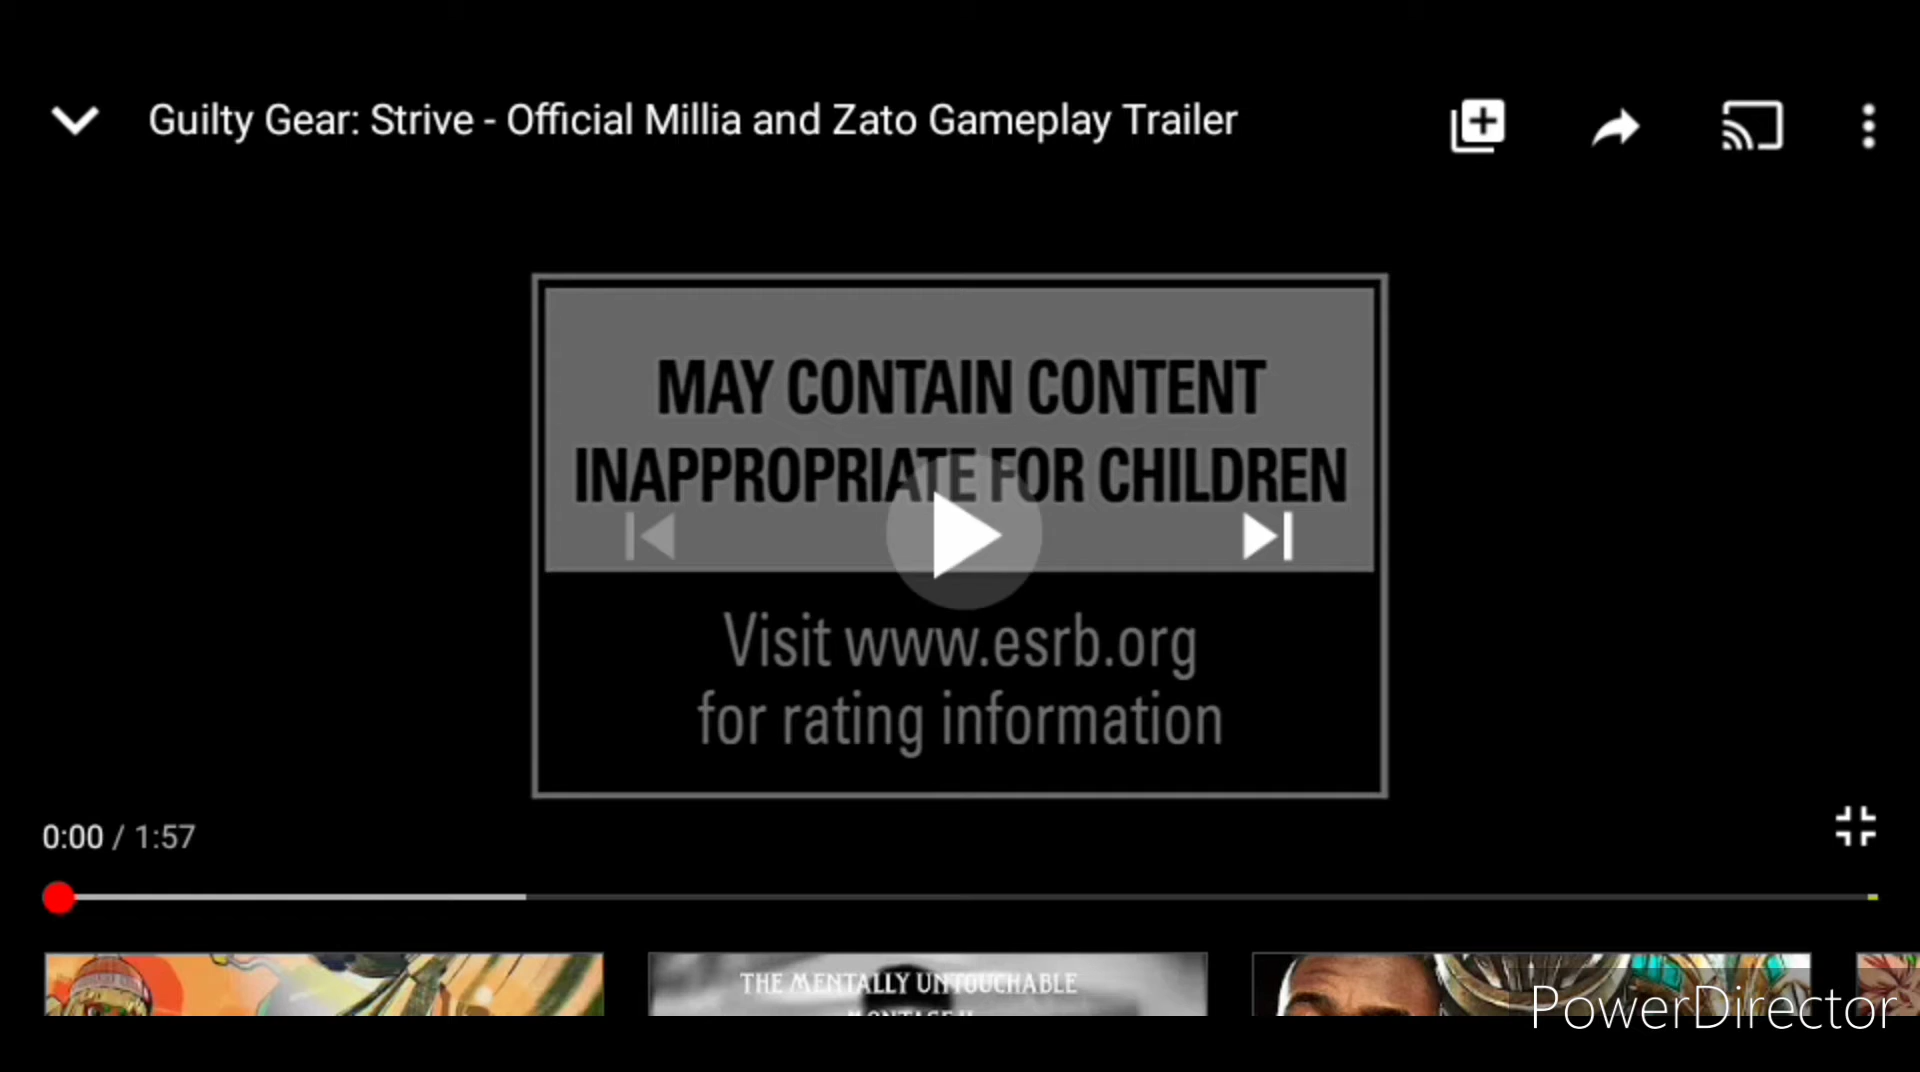 Guilty Gear: Strive - Official Millia and Zato Gameplay Trailer
MAY CONTAIN CONTENT
INAPPROPRIATE FOR CHILDREN
Visit www.esrb.org
for rating information
0:00 / 1:57
THE MENTALLY UNTOUCHABLE
PowerDirector